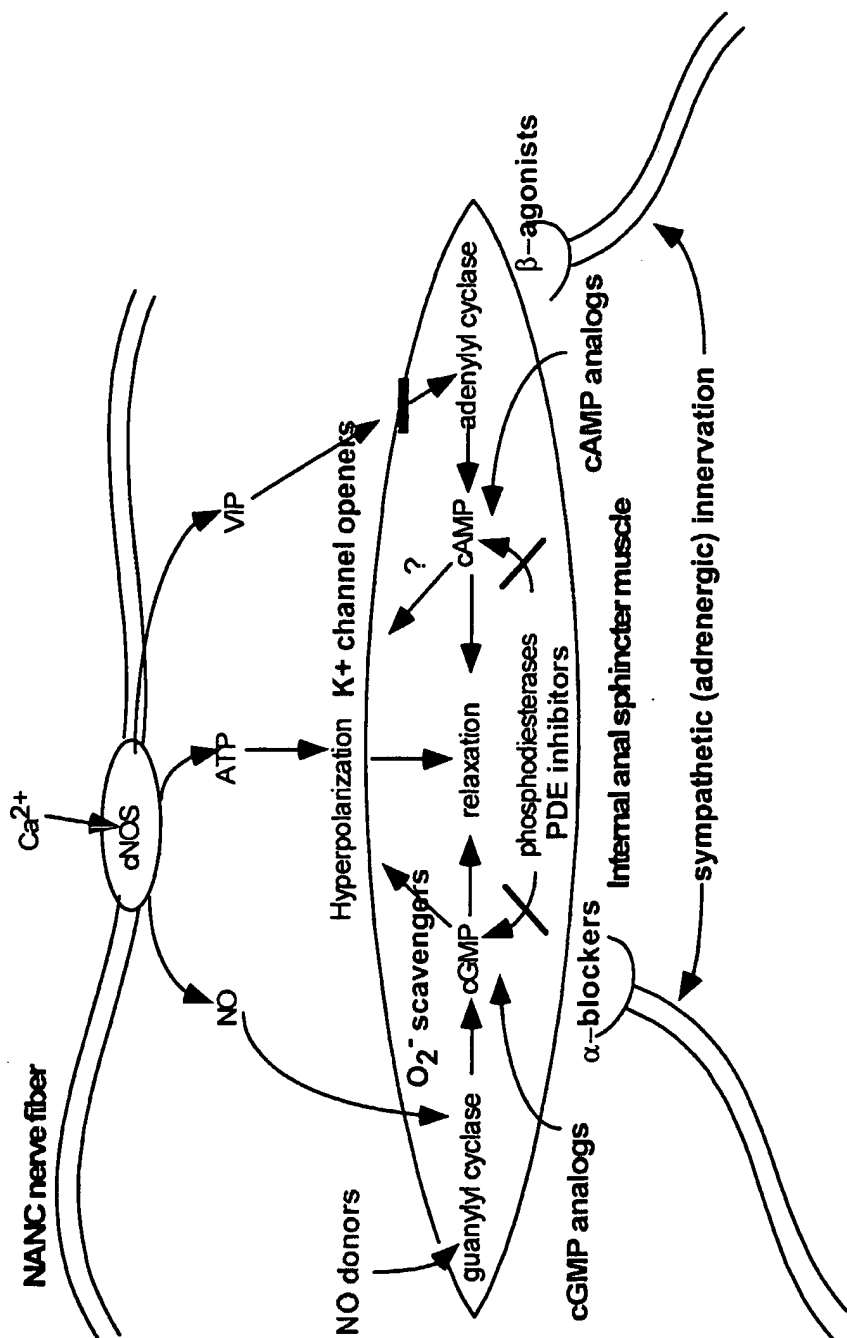 NANC nerve fiber
Ca2+
cNOS
NO
ATP
VIP
NO donors
Hyperpolarization
K+ channel openers
O2- scavengers
?
guanylyl cyclase
cGMP
relaxation
cAMP
adenylyl cyclase
phosphodiesterases
PDE inhibitors
cGMP analogs
α-blockers
Internal anal sphincter muscle
cAMP analogs
β-agonists
sympathetic (adrenergic) innervation